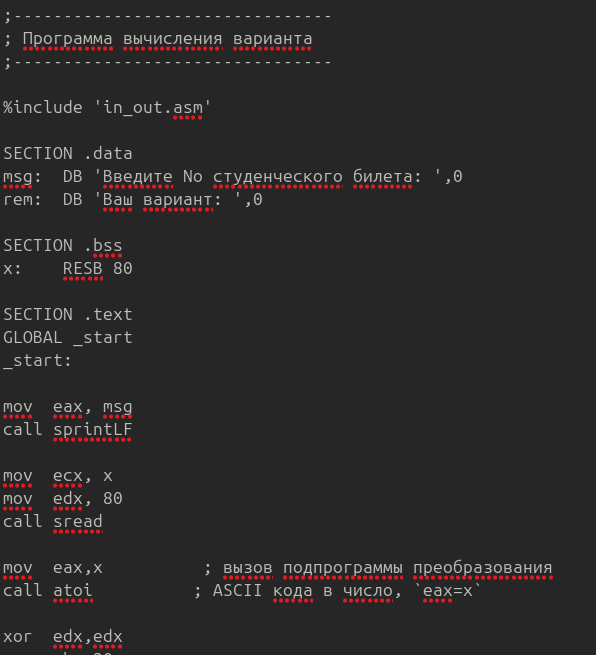 ;--------------------------------
; Программа вычисления варианта
;--------------------------------
%include 'in_out.asm'
SECTION .data
msg:  DB 'Введите No студенческого билета: ',0
rem:  DB 'Ваш вариант: ',0
SECTION .bss
x:    RESB 80
SECTION .text
GLOBAL _start
_start:
mov  eax, msg
call sprintLF
mov  ecx, x
mov  edx, 80
call sread
mov  eax,x          ; вызов подпрограммы преобразования
call atoi          ; ASCII кода в число, `eax=x`
xor  edx,edx